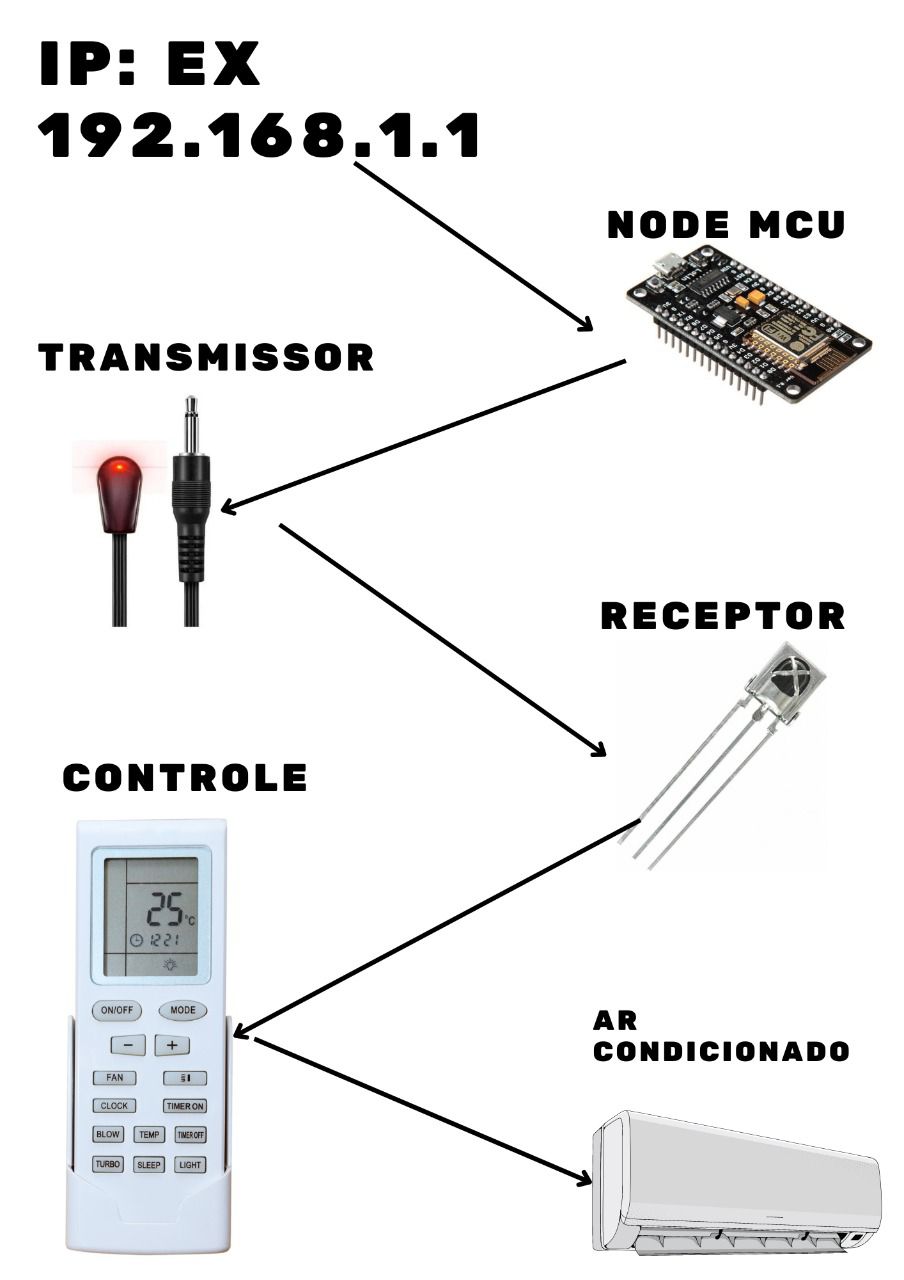 IP: EX
192.168.1.1
NODE MCU
TRANSMISSOR
RECEPTOR
CONTROLE
25°C
12:21
ON/OFF MODE
− +
FAN
CLOCK TIMER ON
BLOW TEMP TIMER OFF
TURBO SLEEP LIGHT
AR
CONDICIONADO